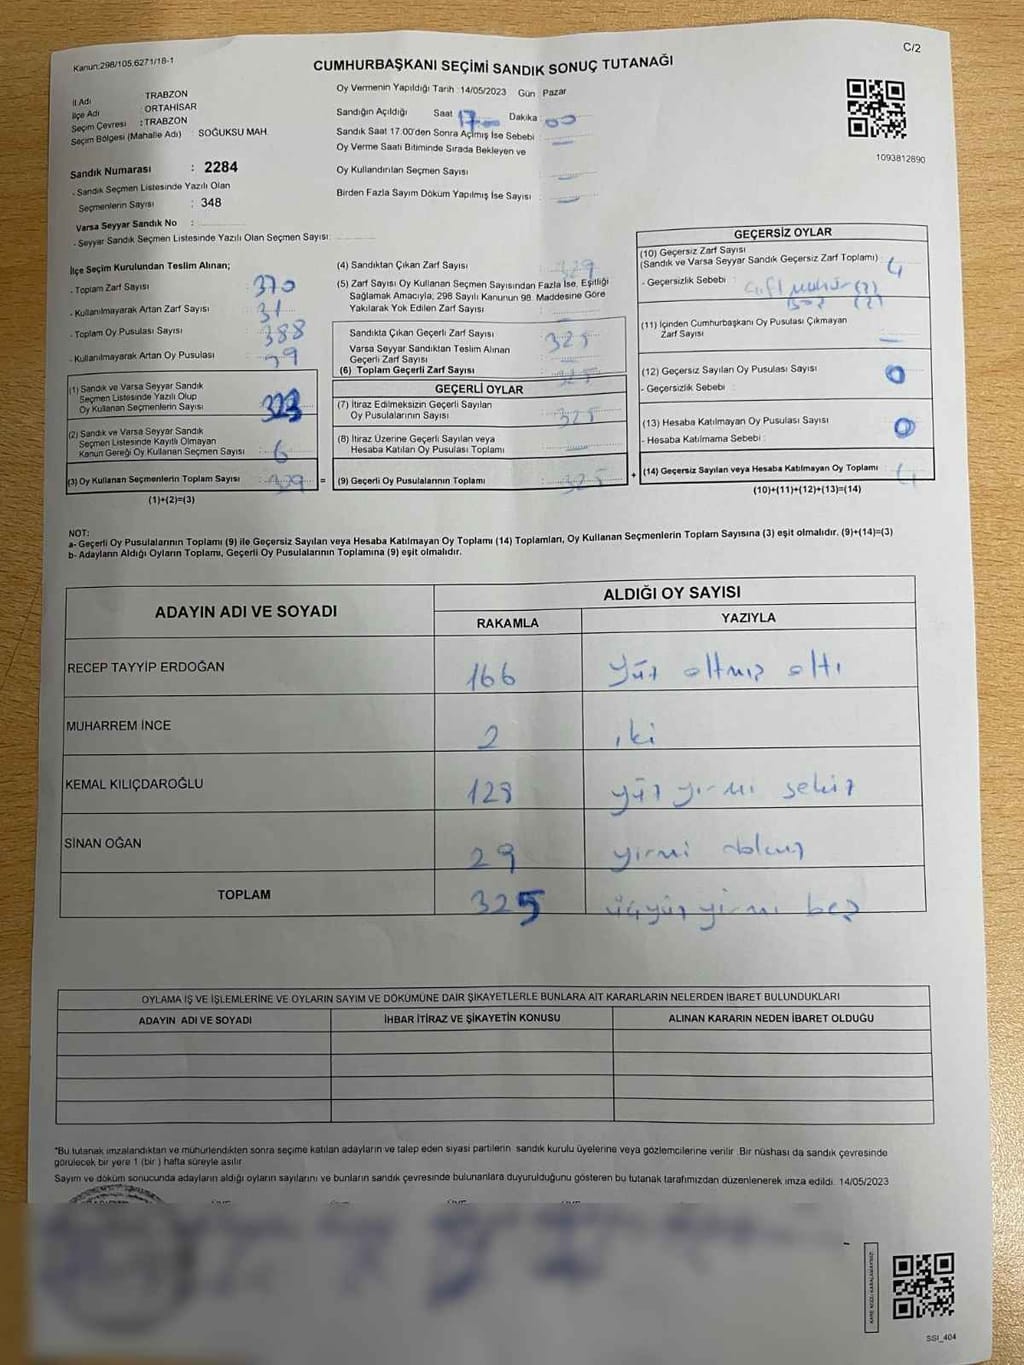 Kanun:298/105,6271/18-1
C/2
CUMHURBAŞKANI SEÇİMİ SANDIK SONUÇ TUTANAĞI
İl Adı TRABZON
İlçe Adı : ORTAHİSAR
Seçim Çevresi : TRABZON
Seçim Bölgesi (Mahalle Adı) SOĞUKSU MAH.
Sandık Numarası : 2284
- Sandık Seçmen Listesinde Yazılı Olan
Seçmenlerin Sayısı : 348
Varsa Seyyar Sandık No :
- Seyyar Sandık Seçmen Listesinde Yazılı Olan Seçmen Sayısı:
Oy Vermenin Yapıldığı Tarih :14/05/2023 Gün : Pazar
Sandığın Açıldığı Saat 17 Dakika 00
Sandık Saat 17.00'den Sonra Açmış İse Sebebi :
Oy Verme Saati Bitiminde Sırada Bekleyen ve
Oy Kullandırılan Seçmen Sayısı
Birden Fazla Sayım Döküm Yapılmış İse Sayısı :
1093812890
İlçe Seçim Kurulundan Teslim Alınan;
- Toplam Zarf Sayısı : 370
- Kullanılmayarak Artan Zarf Sayısı : 31
- Toplam Oy Pusulası Sayısı : 388
- Kullanılmayarak Artan Oy Pusulası
(1) Sandık ve Varsa Seyyar Sandık
Seçmen Listesinde Yazılı Olup
Oy Kullanan Seçmenlerin Sayısı : 323
(2) Sandık ve Varsa Seyyar Sandık
Seçmen Listesinde Kayıtlı Olmayan
Kanun Gereği Oy Kullanan Seçmen Sayısı : 6
(3) Oy Kullanan Seçmenlerin Toplam Sayısı : 329
(1)+(2)=(3)
(4) Sandıktan Çıkan Zarf Sayısı : 329
(5) Zarf Sayısı Oy Kullanan Seçmen Sayısından Fazla İse, Eşitliği
Sağlamak Amacıyla; 298 Sayılı Kanunun 98. Maddesine Göre
Yakılarak Yok Edilen Zarf Sayısı :
Sandıkta Çıkan Geçerli Zarf Sayısı : 325
Varsa Seyyar Sandıktan Teslim Alınan
Geçerli Zarf Sayısı
(6) Toplam Geçerli Zarf Sayısı : 325
GEÇERLİ OYLAR
(7) İtiraz Edilmeksizin Geçerli Sayılan
Oy Pusulalarının Sayısı : 325
(8) İtiraz Üzerine Geçerli Sayılan veya
Hesaba Katılan Oy Pusulası Toplamı :
= (9) Geçerli Oy Pusulalarının Toplamı : 325
GEÇERSİZ OYLAR
(10) Geçersiz Zarf Sayısı
(Sandık ve Varsa Seyyar Sandık Geçersiz Zarf Toplamı) : 4
- Geçersizlik Sebebi : çift mühür (2)
Boş (2)
(11) İçinden Cumhurbaşkanı Oy Pusulası Çıkmayan
Zarf Sayısı :
(12) Geçersiz Sayılan Oy Pusulası Sayısı : 0
- Geçersizlik Sebebi :
(13) Hesaba Katılmayan Oy Pusulası Sayısı : 0
- Hesaba Katılmama Sebebi :
+ (14) Geçersiz Sayılan veya Hesaba Katılmayan Oy Toplamı : 4
(10)+(11)+(12)+(13)=(14)
NOT:
a- Geçerli Oy Pusulalarının Toplamı (9) ile Geçersiz Sayılan veya Hesaba Katılmayan Oy Toplamı (14) Toplamları, Oy Kullanan Seçmenlerin Toplam Sayısına (3) eşit olmalıdır. (9)+(14)=(3)
b- Adayların Aldığı Oyların Toplamı, Geçerli Oy Pusulalarının Toplamına (9) eşit olmalıdır.
ADAYIN ADI VE SOYADI ALDIĞI OY SAYISI
RAKAMLA YAZIYLA
RECEP TAYYİP ERDOĞAN 166 yüz altmış altı
MUHARREM İNCE 2 iki
KEMAL KILIÇDAROĞLU 128 yüz yirmi sekiz
SİNAN OĞAN 29 yirmi dokuz
TOPLAM 325 üçyüz yirmi beş
OYLAMA İŞ VE İŞLEMLERİNE VE OYLARIN SAYIM VE DÖKÜMÜNE DAİR ŞİKAYETLERLE BUNLARA AİT KARARLARIN NELERDEN İBARET BULUNDUKLARI
ADAYIN ADI VE SOYADI İHBAR İTİRAZ VE ŞİKAYETİN KONUSU ALINAN KARARIN NEDEN İBARET OLDUĞU
*Bu tutanak imzalandıktan ve mühürlendikten sonra seçime katılan adayların ve talep eden siyasi partilerin sandık kurulu üyelerine veya gözlemcilerine verilir. Bir nüshası da sandık çevresinde
görülecek bir yere 1 (bir) hafta süreyle asılır.
Sayım ve döküm sonucunda adayların aldığı oyların sayılarını ve bunların sandık çevresinde bulunanlara duyurulduğunu gösteren bu tutanak tarafımızdan düzenlenerek imza edildi. 14/05/2023
SSI_404